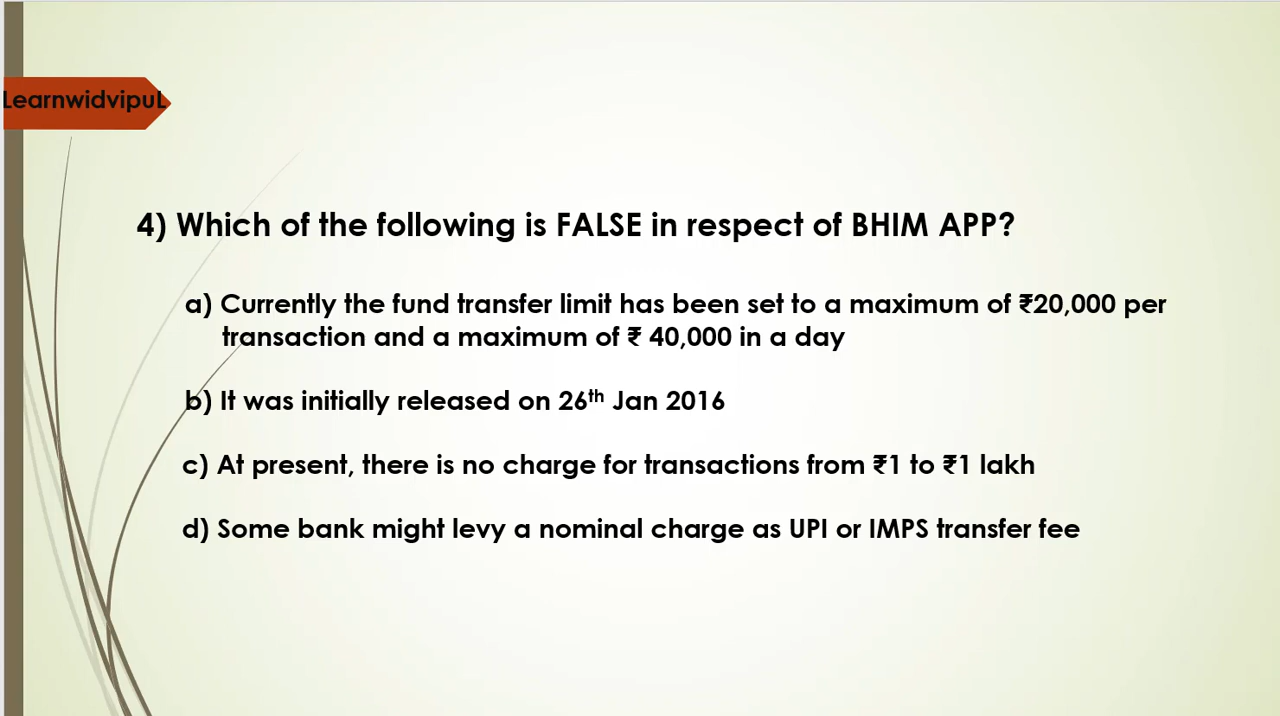 LearnwidvipuL
4) Which of the following is FALSE in respect of BHIM APP?
a) Currently the fund transfer limit has been set to a maximum of ₹20,000 per
transaction and a maximum of ₹ 40,000 in a day
b) It was initially released on 26th Jan 2016
c) At present, there is no charge for transactions from ₹1 to ₹1 lakh
d) Some bank might levy a nominal charge as UPI or IMPS transfer fee